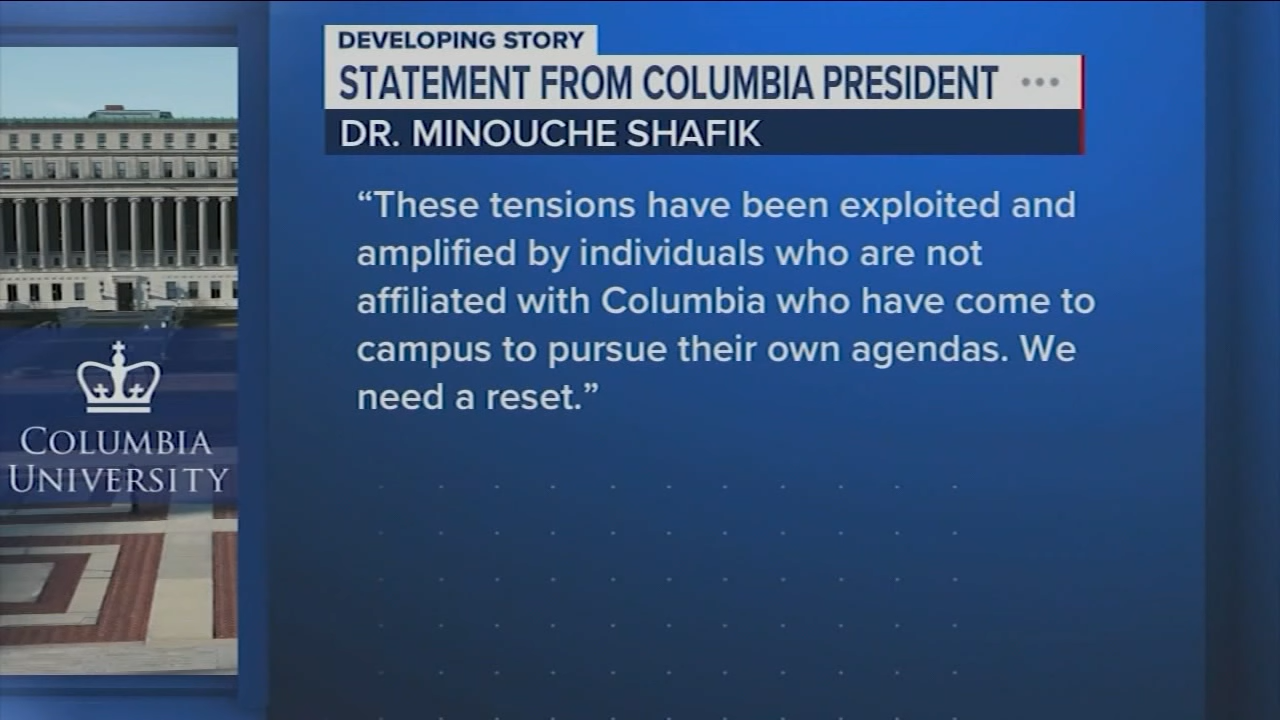 DEVELOPING STORY
STATEMENT FROM COLUMBIA PRESIDENT
DR. MINOUCHE SHAFIK
“These tensions have been exploited and
amplified by individuals who are not
affiliated with Columbia who have come to
campus to pursue their own agendas. We
need a reset.”
COLUMBIA
UNIVERSITY